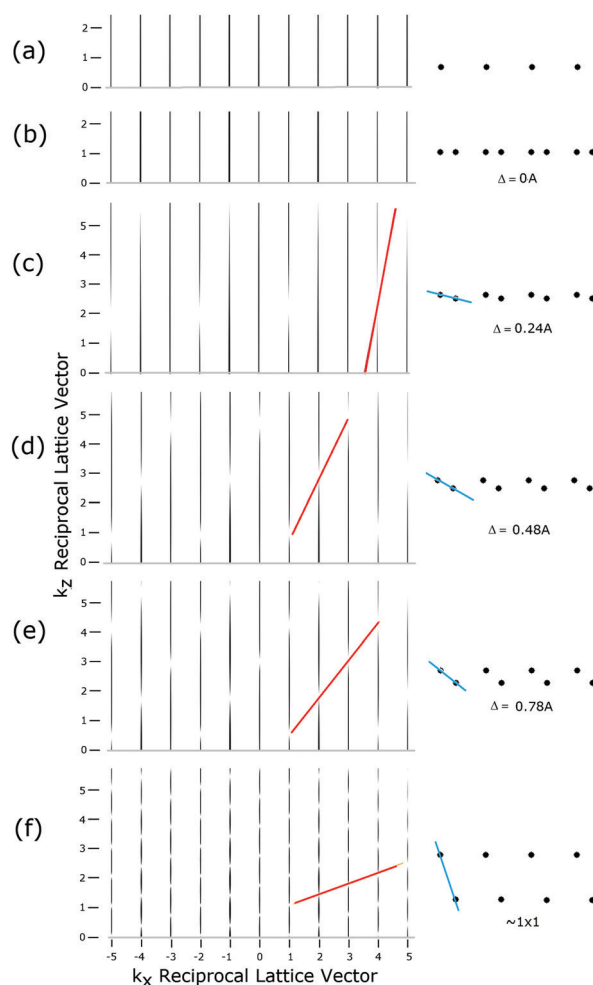 (a)
2
1
0
(b)
2
1
0
Δ = 0A
(c)
5
4
3
2
1
0
Δ = 0.24A
(d)
5
4
3
2
1
0
Δ = 0.48A
(e)
5
4
3
2
1
0
Δ = 0.78A
(f)
5
4
3
2
1
0
~1x1
kz Reciprocal Lattice Vector
-5 -4 -3 -2 -1 0 1 2 3 4 5
kx Reciprocal Lattice Vector